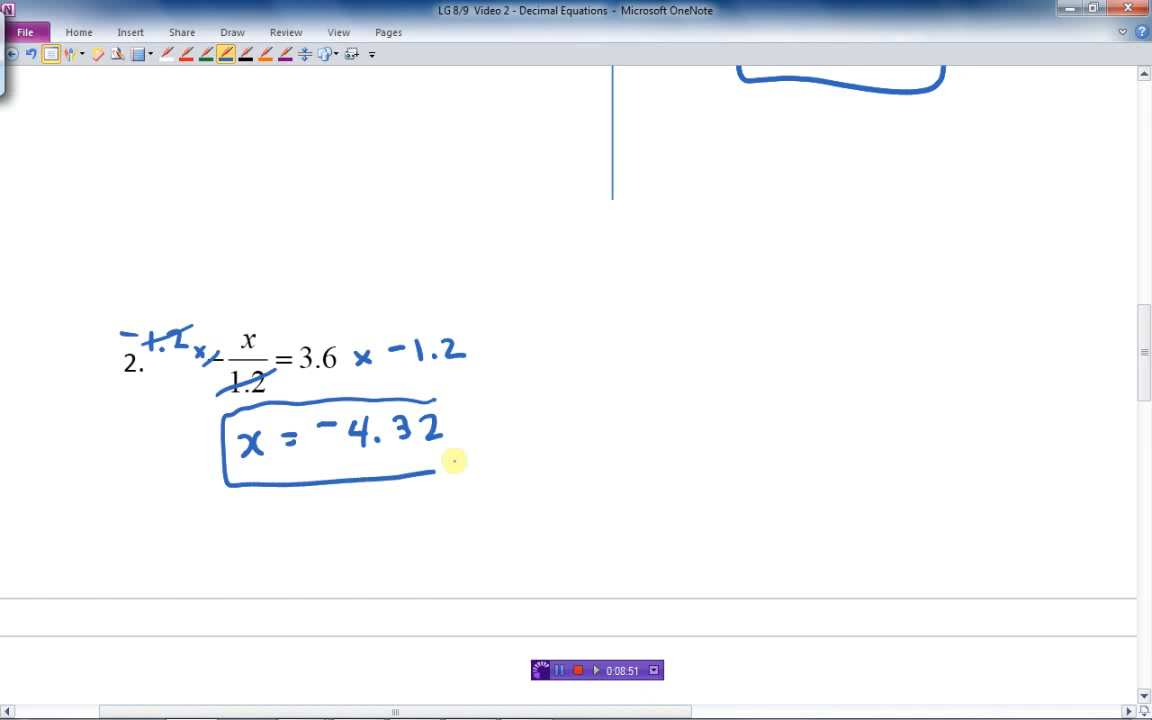 LG 8/9 Video 2 - Decimal Equations - Microsoft OneNote
File Home Insert Share Draw Review View Pages
2. -1.2 x - x/1.2 = 3.6 x -1.2
x = -4.32
0:08:51